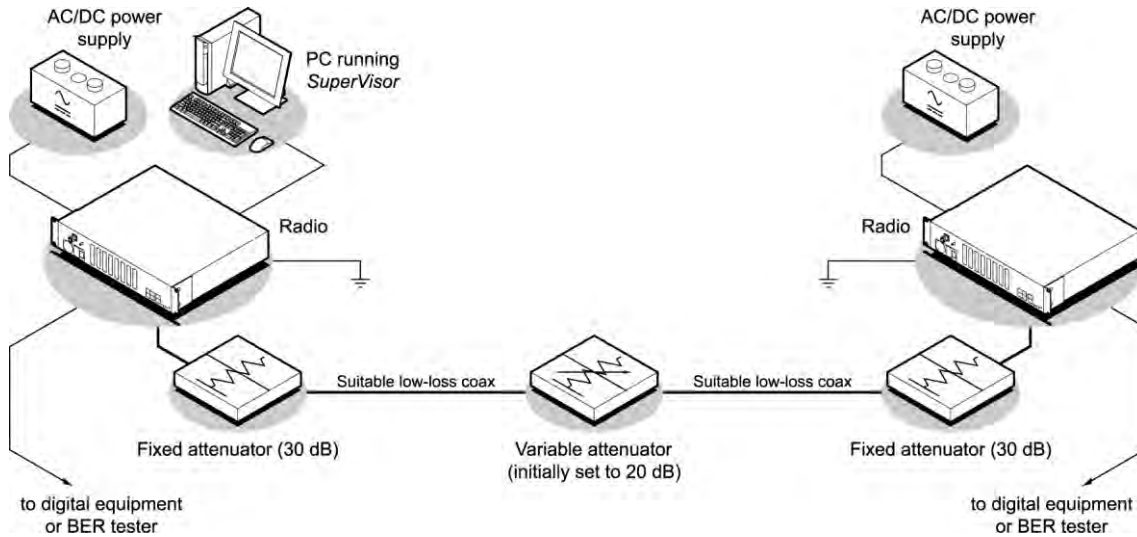 AC/DC power
supply
PC running
SuperVisor
AC/DC power
supply
Radio
Radio
Suitable low-loss coax
Suitable low-loss coax
Fixed attenuator (30 dB)
Variable attenuator
(initially set to 20 dB)
Fixed attenuator (30 dB)
to digital equipment
or BER tester
to digital equipment
or BER tester